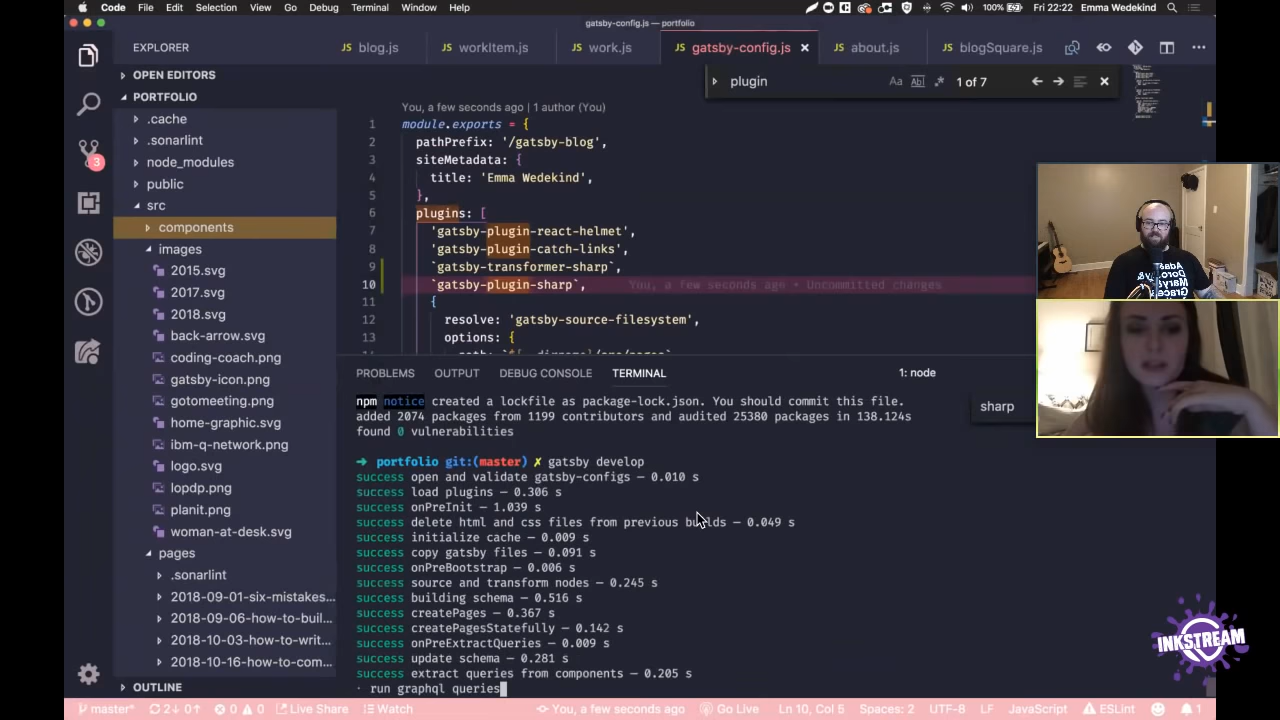 Code File Edit Selection View Go Debug Terminal Window Help 100% Fri 22:22 Emma Wedekind
gatsby-config.js — portfolio
EXPLORER
JS blog.js JS workItem.js JS work.js JS gatsby-config.js × JS about.js JS blogSquare.js
OPEN EDITORS
PORTFOLIO
.cache
.sonarlint
node_modules
public
src
components
images
2015.svg
2017.svg
2018.svg
back-arrow.svg
coding-coach.png
gatsby-icon.png
gotomeeting.png
home-graphic.svg
ibm-q-network.png
logo.svg
lopdp.png
planit.png
woman-at-desk.svg
pages
.sonarlint
2018-09-01-six-mistakes...
2018-09-06-how-to-buil...
2018-10-03-how-to-writ...
2018-10-16-how-to-com...
OUTLINE
3
plugin Aa Abl .* 1 of 7
You, a few seconds ago | 1 author (You)
1 module.exports = {
2 pathPrefix: '/gatsby-blog',
3 siteMetadata: {
4 title: 'Emma Wedekind',
5 },
6 plugins: [
7 'gatsby-plugin-react-helmet',
8 'gatsby-plugin-catch-links',
9 `gatsby-transformer-sharp`,
10 `gatsby-plugin-sharp`, You, a few seconds ago • Uncommitted changes
11 {
12 resolve: 'gatsby-source-filesystem',
13 options: {
PROBLEMS OUTPUT DEBUG CONSOLE TERMINAL 1: node
sharp
npm notice created a lockfile as package-lock.json. You should commit this file.
added 2074 packages from 1199 contributors and audited 25380 packages in 138.124s
found 0 vulnerabilities
➜ portfolio git:(master) ✗ gatsby develop
success open and validate gatsby-configs — 0.010 s
success load plugins — 0.306 s
success onPreInit — 1.039 s
success delete html and css files from previous builds — 0.049 s
success initialize cache — 0.009 s
success copy gatsby files — 0.091 s
success onPreBootstrap — 0.006 s
success source and transform nodes — 0.245 s
success building schema — 0.516 s
success createPages — 0.367 s
success createPagesStatefully — 0.142 s
success onPreExtractQueries — 0.009 s
success update schema — 0.281 s
success extract queries from components — 0.205 s
· run graphql queries
INKSTREAM
master* 2↓ 0↑ 0 0 Live Share Watch You, a few seconds ago Go Live Ln 10, Col 5 Spaces: 2 UTF-8 LF JavaScript ESLint 1